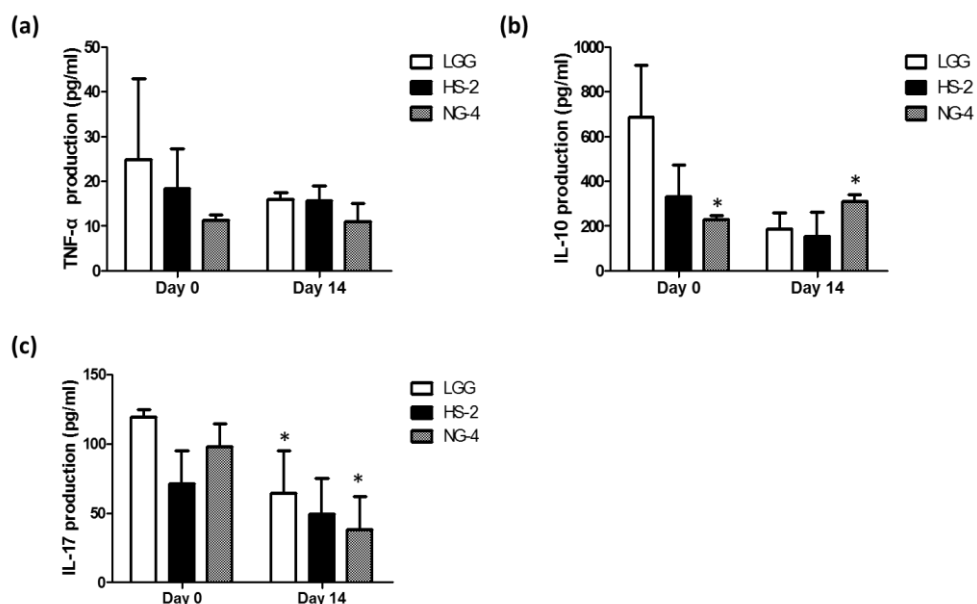 (a)
TNF-α production (pg/ml)
50
40
30
20
10
0
Day 0
Day 14
LGG
HS-2
NG-4
(b)
IL-10 production (pg/ml)
1000
800
600
400
200
0
*
*
Day 0
Day 14
LGG
HS-2
NG-4
(c)
IL-17 production (pg/ml)
150
100
50
0
*
*
Day 0
Day 14
LGG
HS-2
NG-4